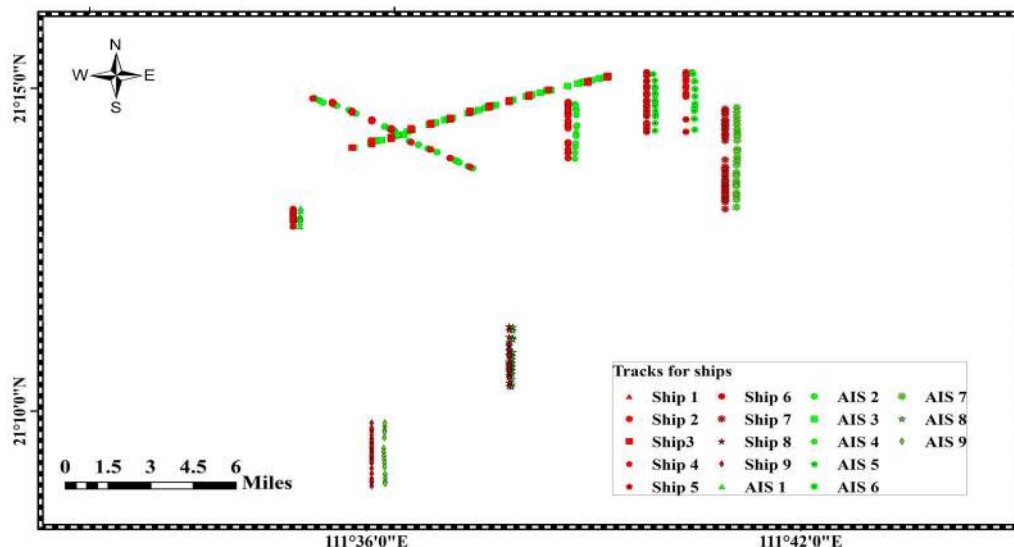 N
W E
S
21°15'0"N
21°10'0"N
Tracks for ships
Ship 1 Ship 6 AIS 2 AIS 7
Ship 2 Ship 7 AIS 3 AIS 8
Ship3 Ship 8 AIS 4 AIS 9
Ship 4 Ship 9 AIS 5
Ship 5 AIS 1 AIS 6
0 1.5 3 6
Miles
111°36'0"E 111°42'0"E